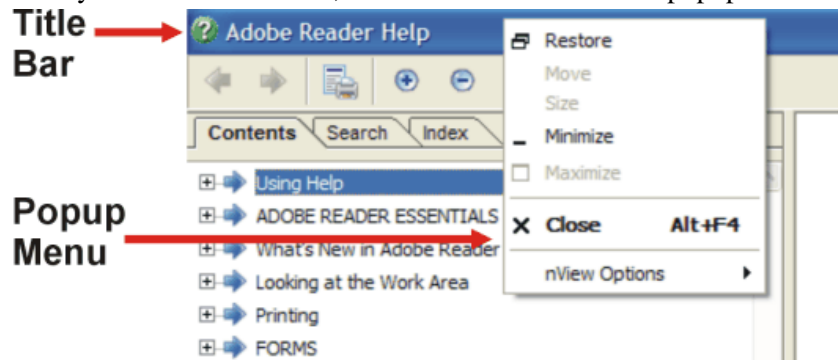 Title
Bar
Adobe Reader Help
Restore
Move
Size
Minimize
Maximize
Close Alt+F4
nView Options
Contents Search Index
Using Help
ADOBE READER ESSENTIALS
What's New in Adobe Reader
Looking at the Work Area
Printing
FORMS
Popup
Menu